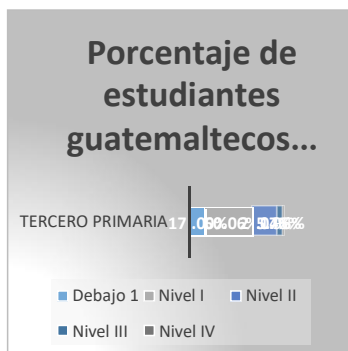 Porcentaje de
estudiantes
guatemaltecos...
TERCERO PRIMARIA
Debajo 1 Nivel I Nivel II
Nivel III Nivel IV